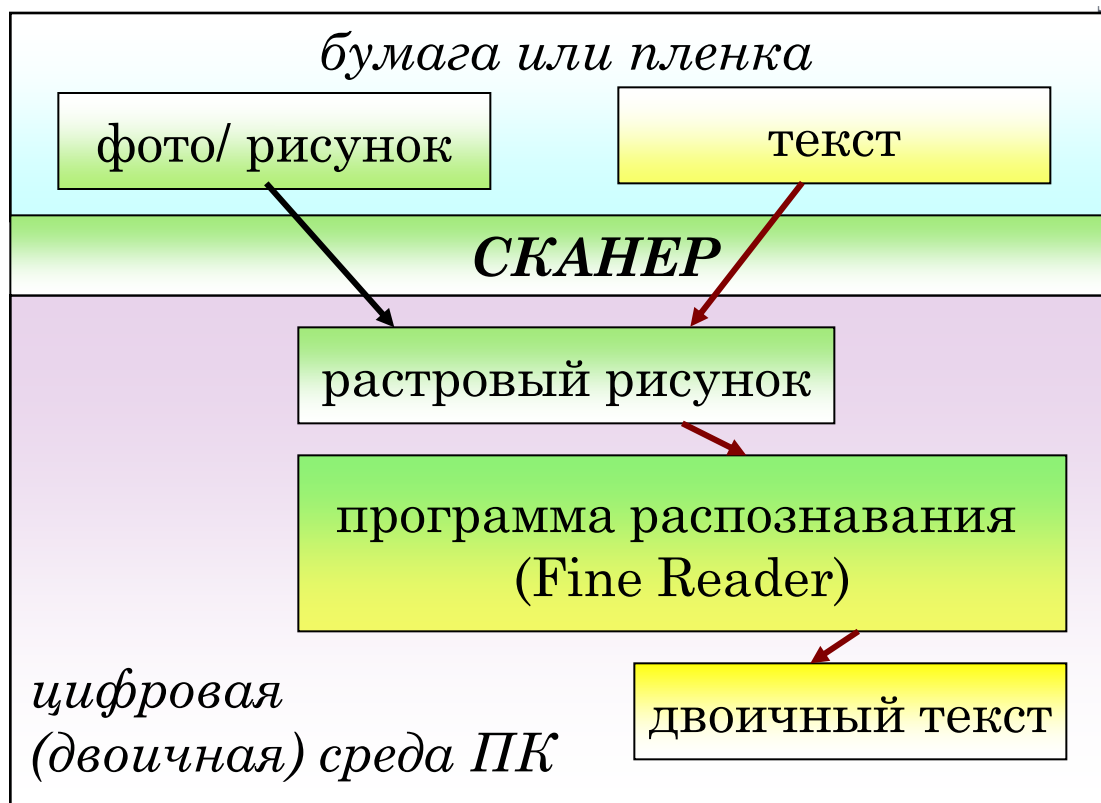 бумага или пленка
фото/ рисунок
текст
СКАНЕР
растровый рисунок
программа распознавания
(Fine Reader)
двоичный текст
цифровая
(двоичная) среда ПК